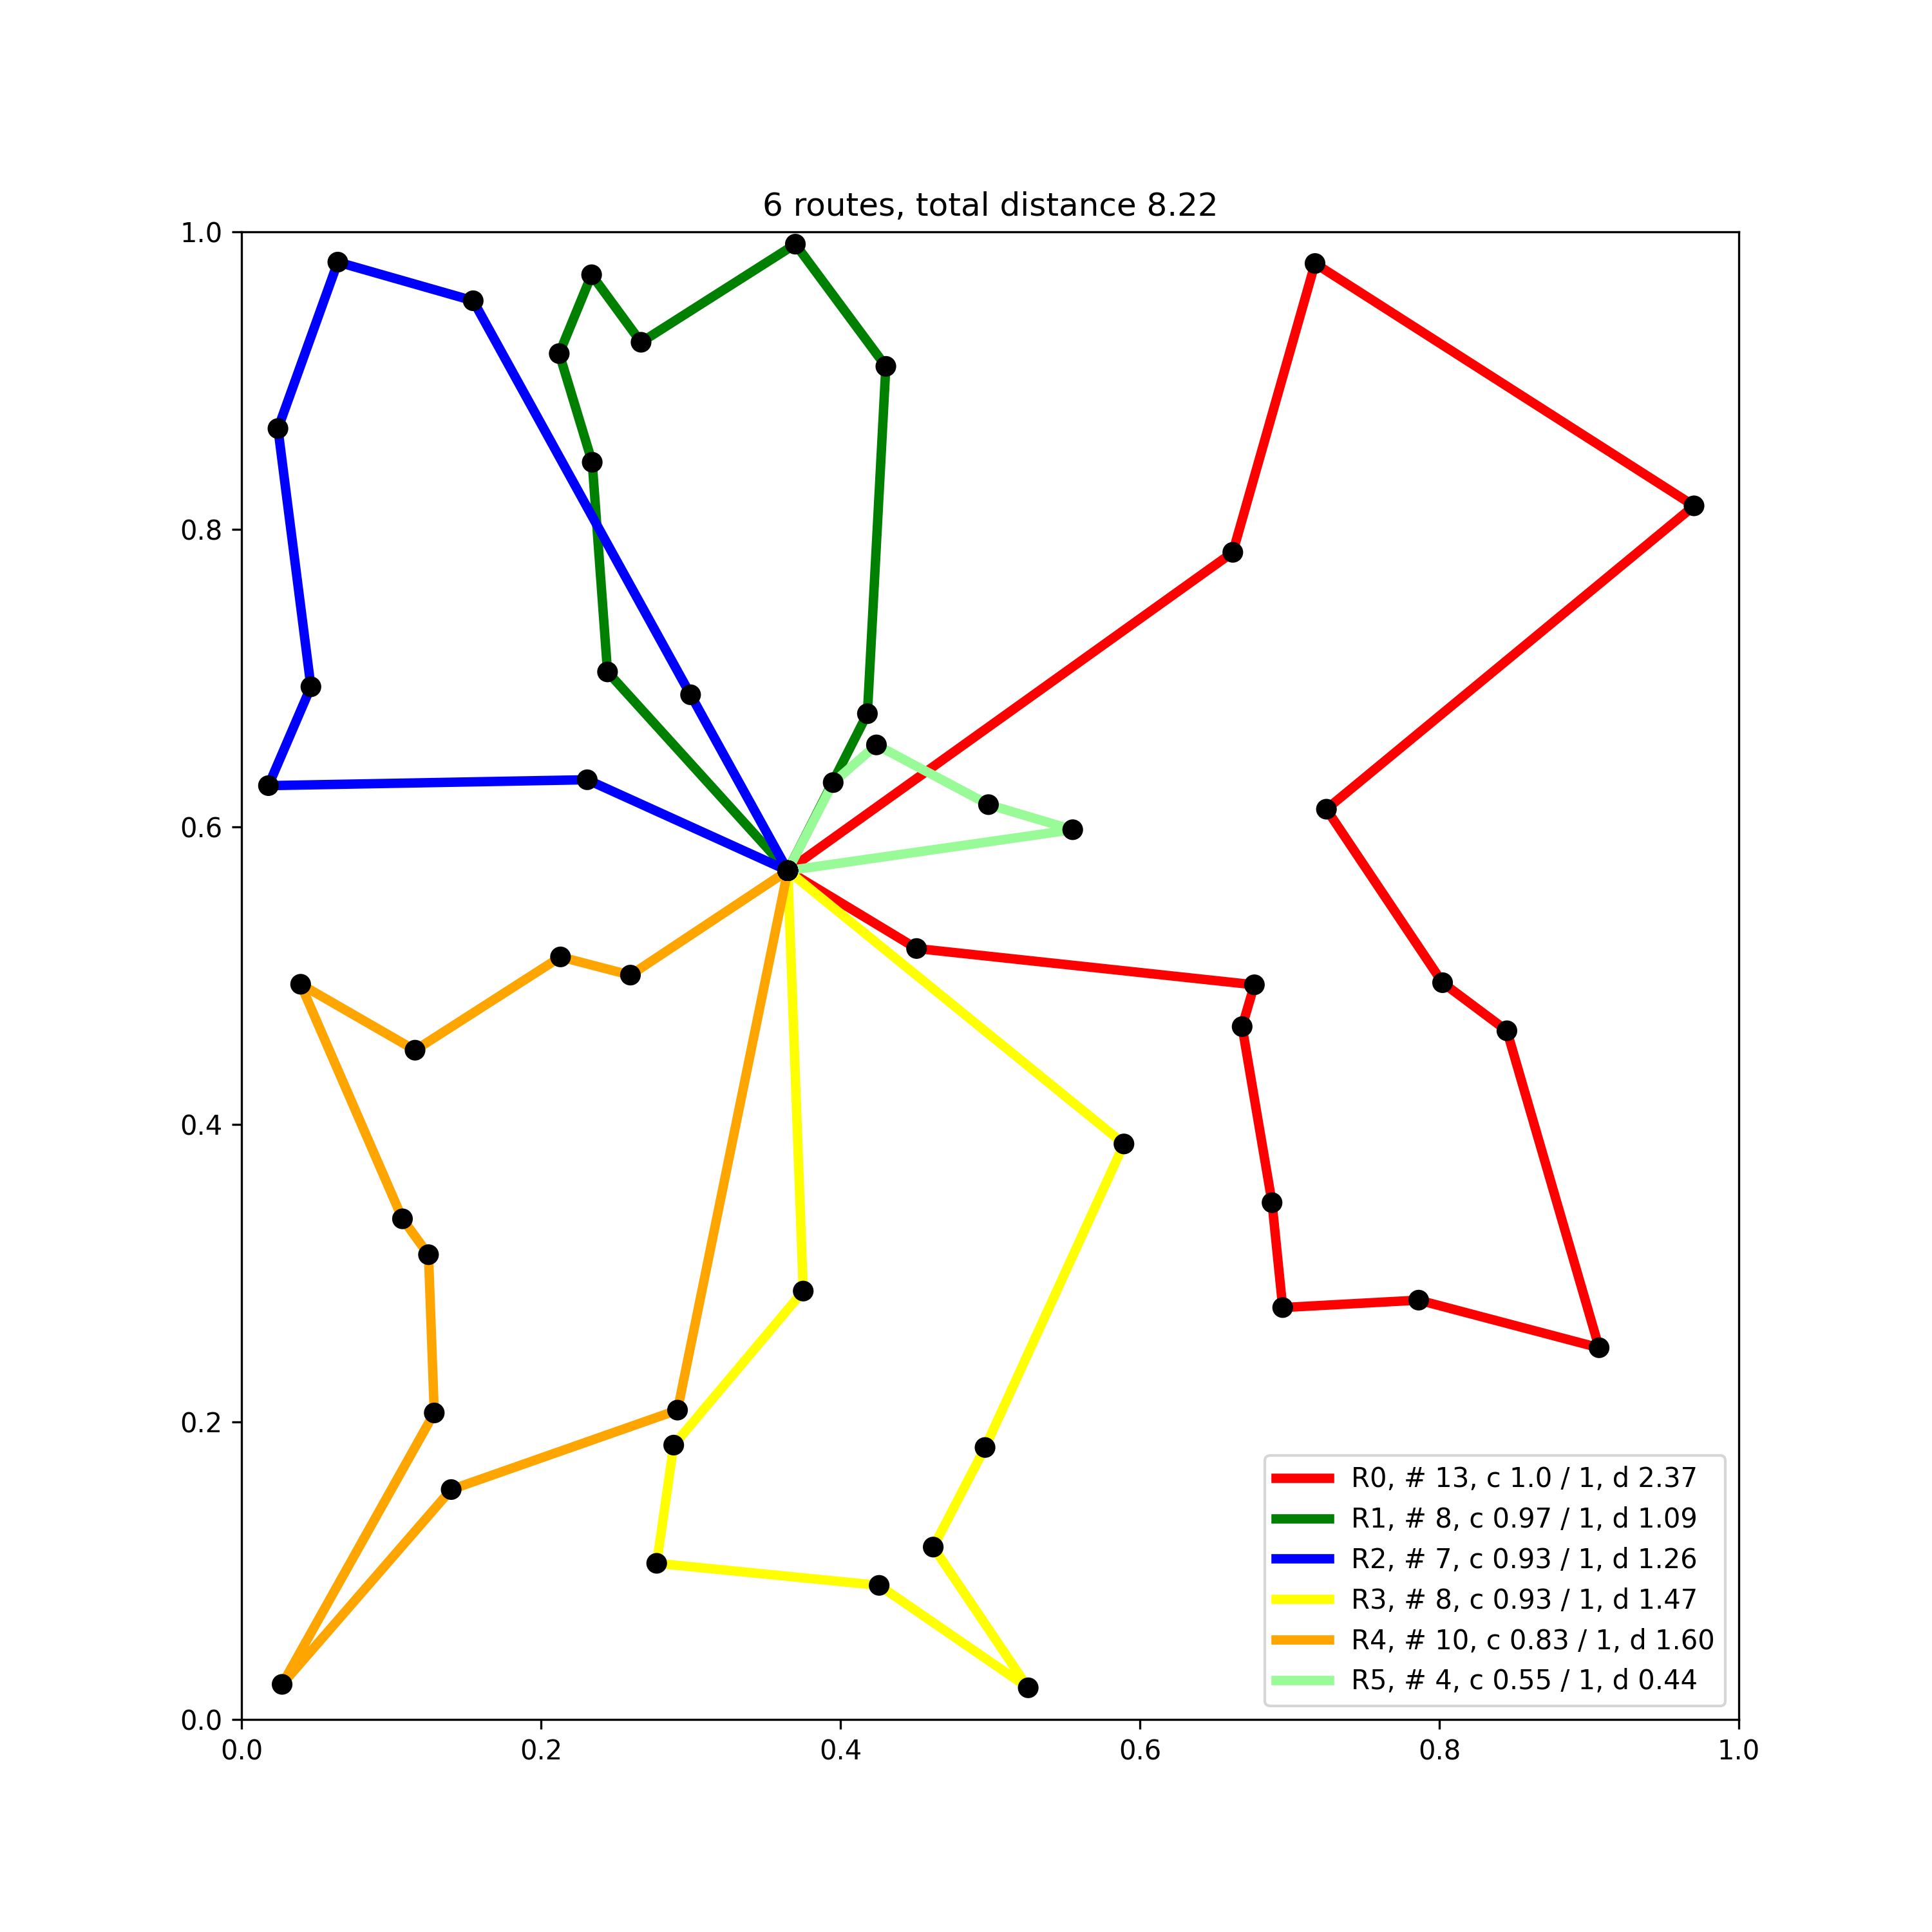 6 routes, total distance 8.22
1.0
0.8
0.6
0.4
0.2
0.0
0.0 0.2 0.4 0.6 0.8 1.0
R0, # 13, c 1.0 / 1, d 2.37
R1, # 8, c 0.97 / 1, d 1.09
R2, # 7, c 0.93 / 1, d 1.26
R3, # 8, c 0.93 / 1, d 1.47
R4, # 10, c 0.83 / 1, d 1.60
R5, # 4, c 0.55 / 1, d 0.44